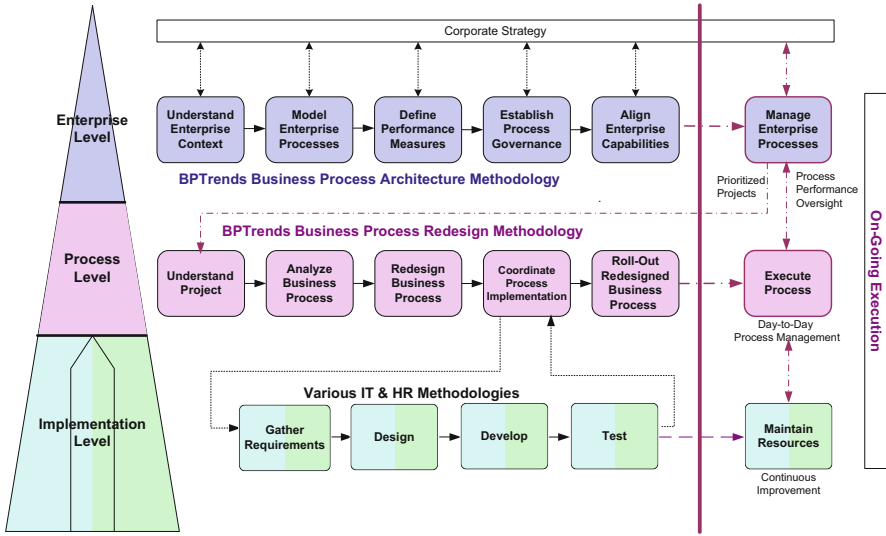 Corporate Strategy
Enterprise
Level
Understand
Enterprise
Context
Model
Enterprise
Processes
Define
Performance
Measures
Establish
Process
Governance
Align
Enterprise
Capabilities
Manage
Enterprise
Processes
BPTrends Business Process Architecture Methodology
Prioritized
Projects
Process
Performance
Oversight
On-Going Execution
BPTrends Business Process Redesign Methodology
Process
Level
Understand
Project
Analyze
Business
Process
Redesign
Business
Process
Coordinate
Process
Implementation
Roll-Out
Redesigned
Business
Process
Execute
Process
Day-to-Day
Process Management
Various IT & HR Methodologies
Implementation
Level
Gather
Requirements
Design
Develop
Test
Maintain
Resources
Continuous
Improvement